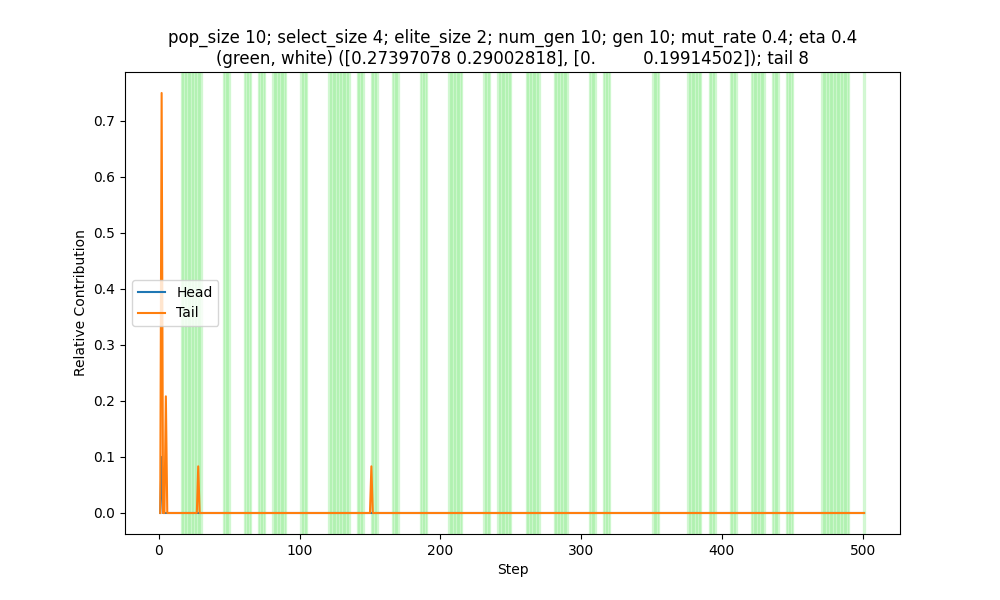 pop_size 10; select_size 4; elite_size 2; num_gen 10; gen 10; mut_rate 0.4; eta 0.4
(green, white) ([0.27397078 0.29002818], [0.         0.19914502]); tail 8
0.7
0.6
0.5
0.4
0.3
0.2
0.1
0.0
Relative Contribution
Head
Tail
0 100 200 300 400 500
Step